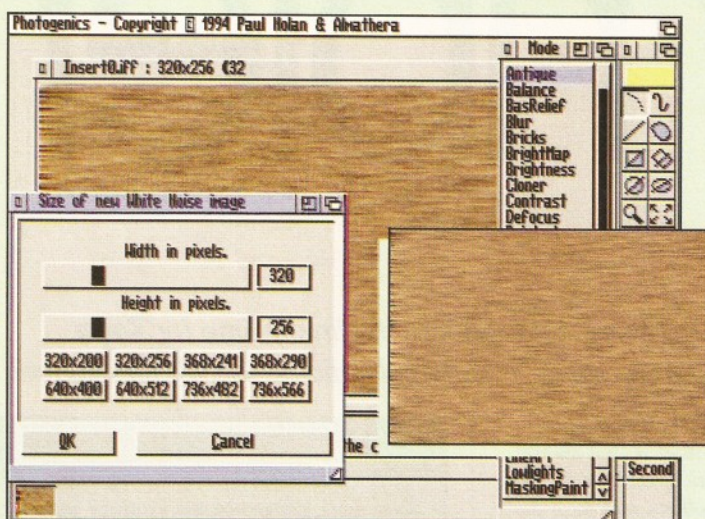 Photogenics - Copyright © 1994 Paul Nolan & Almathera
Insert0.iff : 320x256 €32
Mode
Antique
Balance
BasRelief
Blur
Bricks
BrightMap
Brightness
Cloner
Contrast
Defocus
Size of new White Noise image
Width in pixels.
320
Height in pixels.
256
320x200 320x256 368x241 368x290
640x400 640x512 736x482 736x566
OK Cancel
the c
LineArt
Lowlights
MaskingPaint
Second